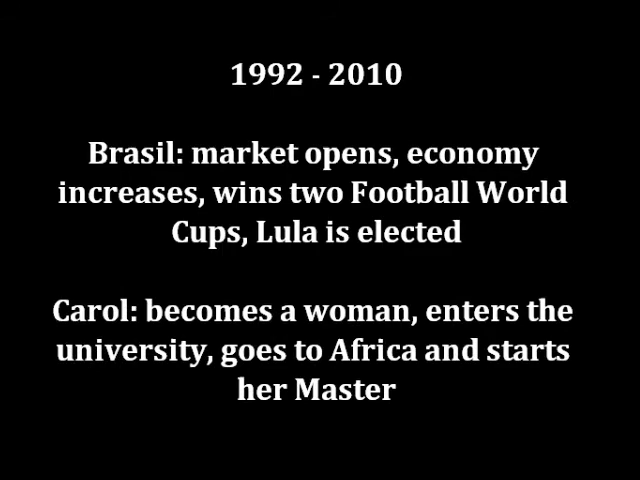 1992 - 2010
Brasil: market opens, economy
increases, wins two Football World
Cups, Lula is elected
Carol: becomes a woman, enters the
university, goes to Africa and starts
her Master